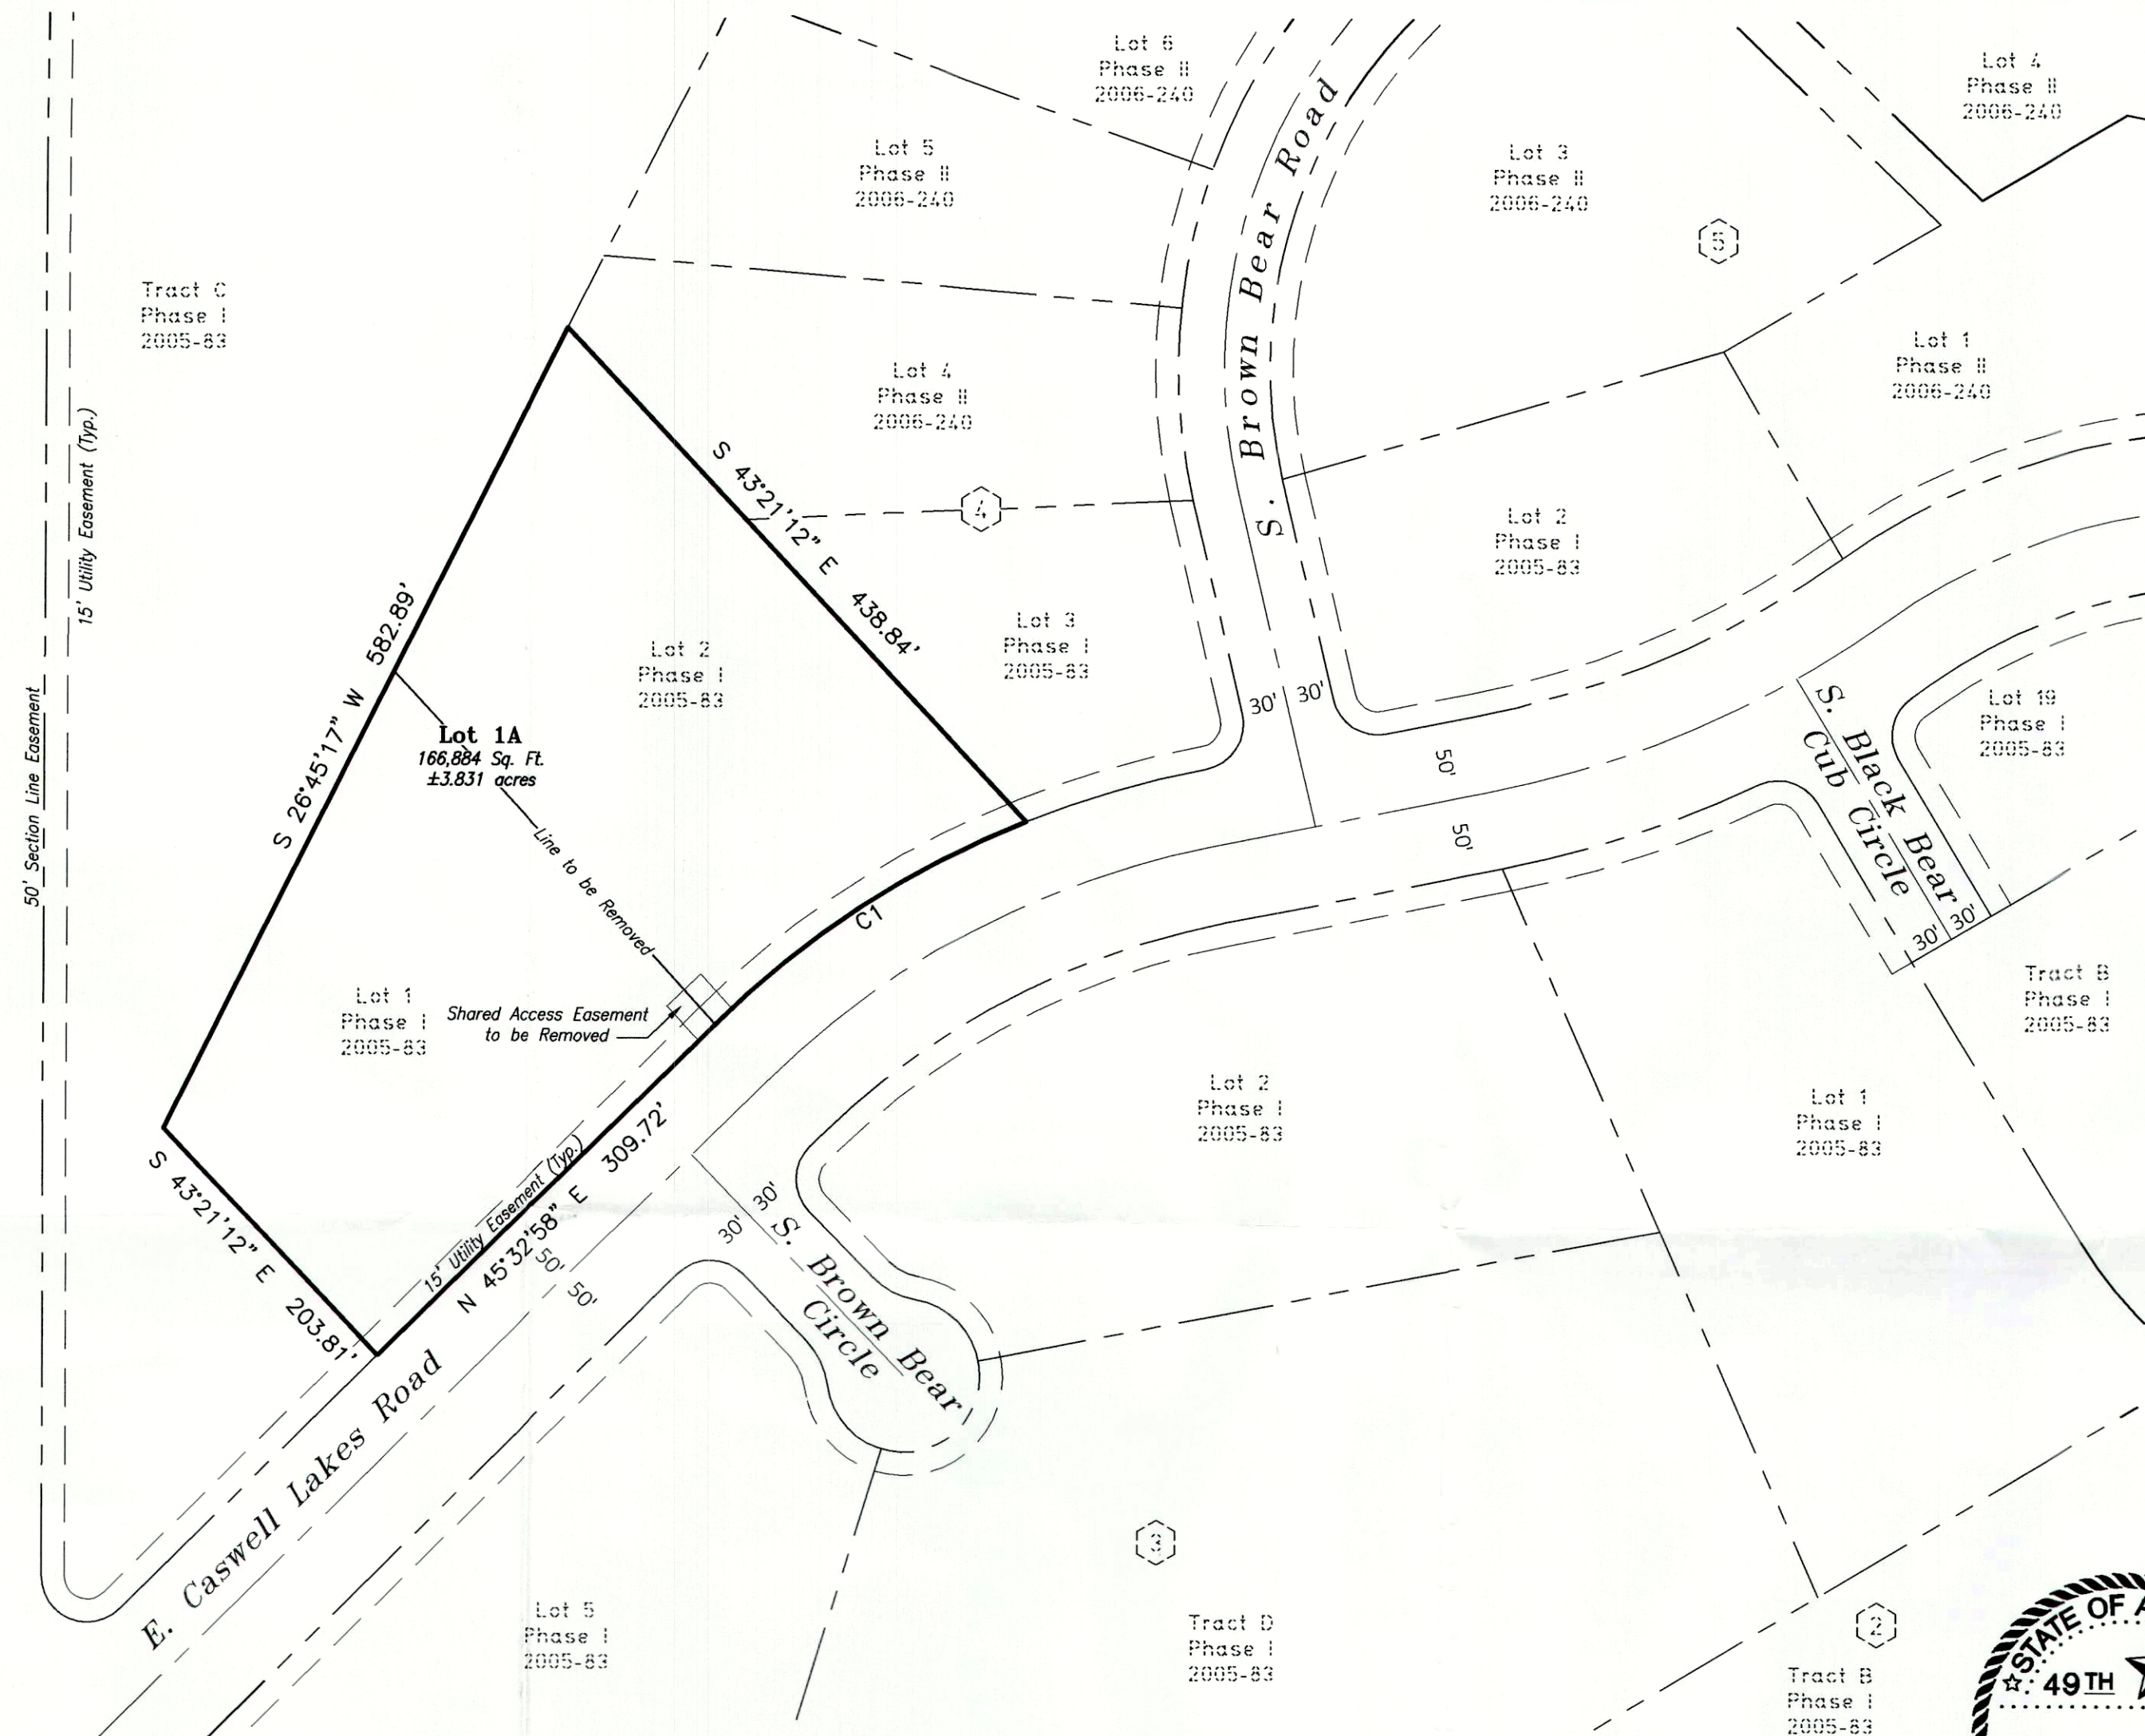 Lot 6
Phase II
2006-240
Lot 4
Phase II
2006-240
Lot 5
Phase II
2006-240
Lot 3
Phase II
2006-240
S. Brown Bear Road
5
Tract C
Phase I
2005-83
Lot 1
Phase II
2006-240
Lot 4
Phase II
2006-240
15' Utility Easement (Typ.)
S 43°21'12" E 438.84'
4
Lot 2
Phase I
2005-83
Lot 3
Phase I
2005-83
Lot 2
Phase I
2005-83
S 26°45'17" W 582.89'
50' Section Line Easement
30'
30'
Lot 19
Phase I
2005-83
Lot 1A
166,884 Sq. Ft.
±3.831 acres
50'
50'
S. Black Bear
Cub Circle
Line to be Removed
C1
30'
30'
Tract B
Phase I
2005-83
Lot 1
Phase I
2005-83
Shared Access Easement
to be Removed
Lot 2
Phase I
2005-83
Lot 1
Phase I
2005-83
S 43°21'12" E 203.81'
15' Utility Easement (Typ.)
N 45°32'58" E 309.72'
50'
50'
30'
30'
S. Brown Bear
Circle
E. Caswell Lakes Road
3
Lot 5
Phase I
2005-83
Tract D
Phase I
2005-83
2
Tract B
Phase I
2005-83
STATE OF A
49TH